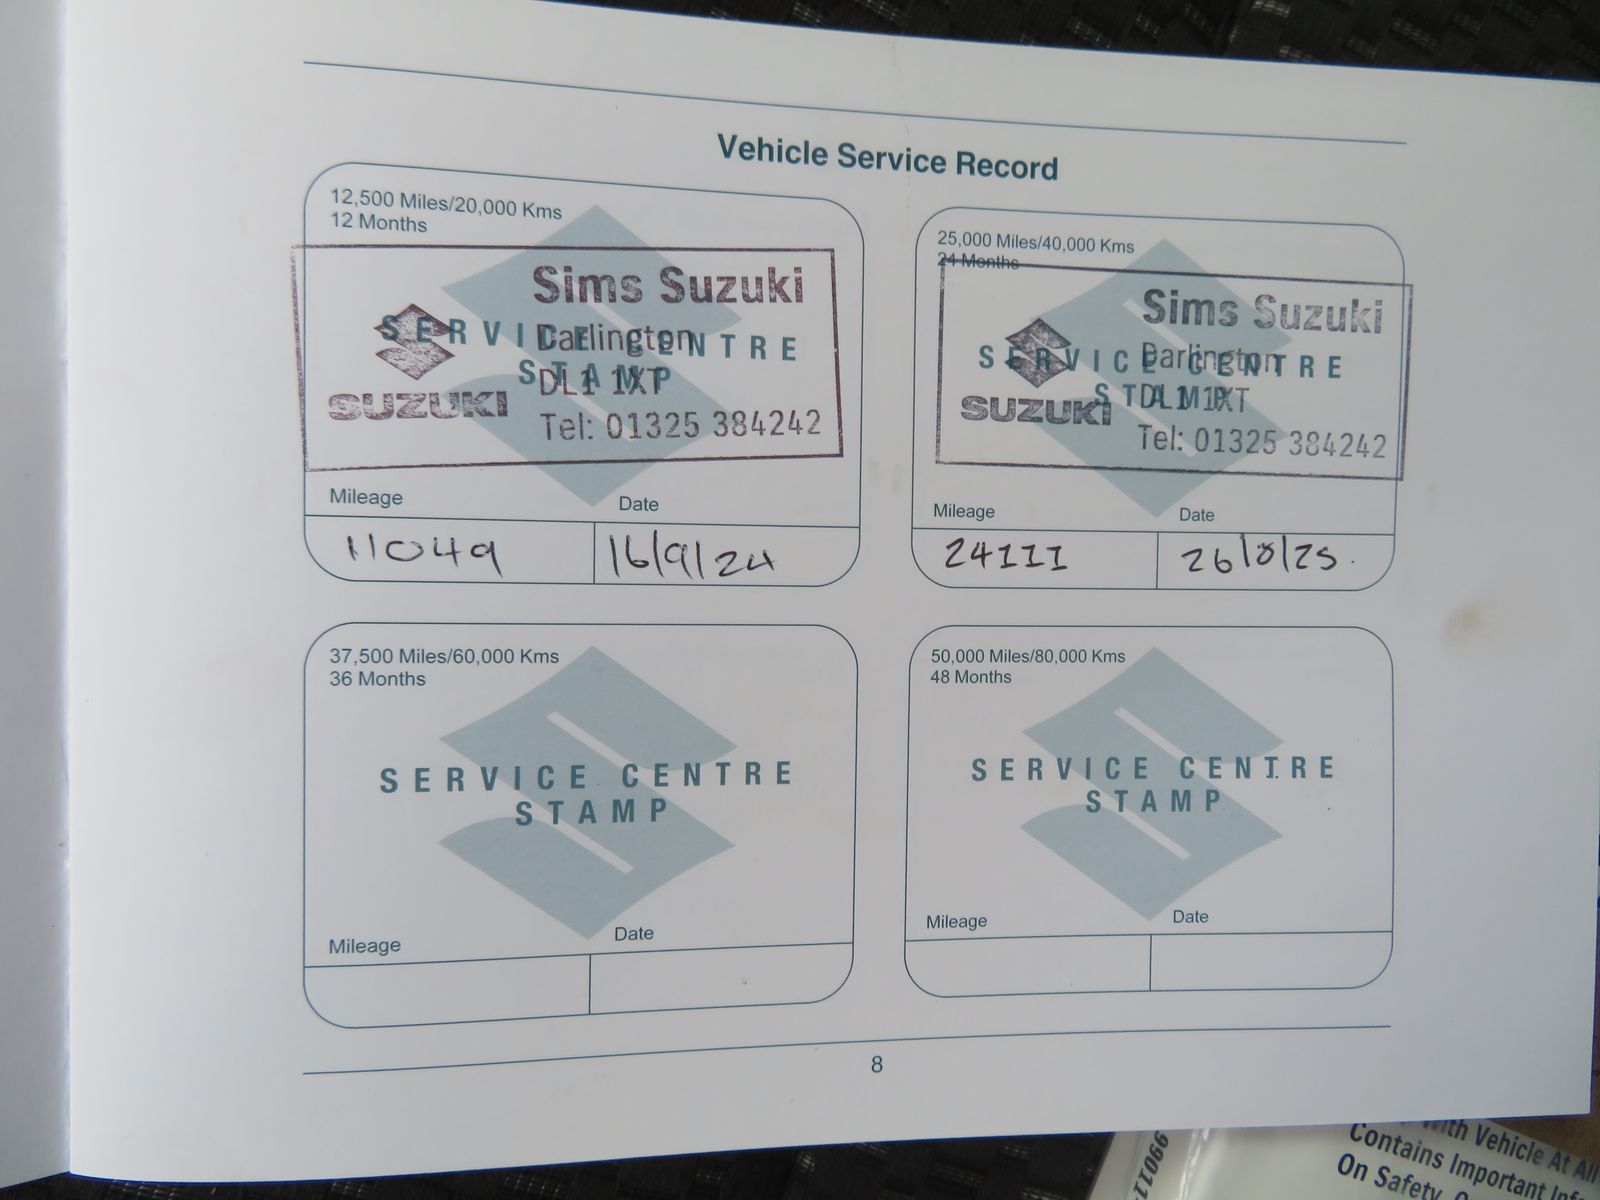 Vehicle Service Record
12,500 Miles/20,000 Kms
12 Months
SERVICE CENTRE
STAMP
Sims Suzuki
Darlington
DL1 1XT
Tel: 01325 384242
SUZUKI
Mileage
Date
11049
16/9/24
25,000 Miles/40,000 Kms
24 Months
SERVICE CENTRE
STAMP
Sims Suzuki
Darlington
DL1 1XT
Tel: 01325 384242
SUZUKI
Mileage
Date
24111
26/8/25.
37,500 Miles/60,000 Kms
36 Months
SERVICE CENTRE
STAMP
Mileage
Date
50,000 Miles/80,000 Kms
48 Months
SERVICE CENTRE
STAMP
Mileage
Date
8
With Vehicle At All
Contains Important
On Safety,
99011